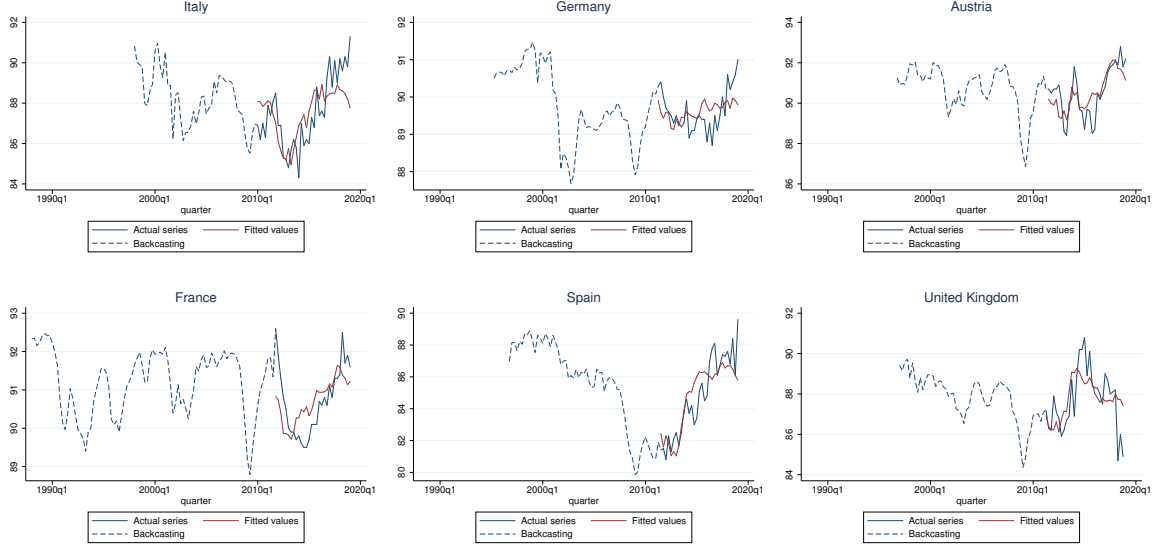 Italy
92
90
88
86
84
1990q1 2000q1 2010q1 2020q1
quarter
Actual series Fitted values
Backcasting
Germany
92
91
90
89
88
1990q1 2000q1 2010q1 2020q1
quarter
Actual series Fitted values
Backcasting
Austria
94
92
90
88
86
1990q1 2000q1 2010q1 2020q1
quarter
Actual series Fitted values
Backcasting
France
93
92
91
90
89
1990q1 2000q1 2010q1 2020q1
quarter
Actual series Fitted values
Backcasting
Spain
90
88
86
84
82
80
1990q1 2000q1 2010q1 2020q1
quarter
Actual series Fitted values
Backcasting
United Kingdom
92
90
88
86
84
1990q1 2000q1 2010q1 2020q1
quarter
Actual series Fitted values
Backcasting